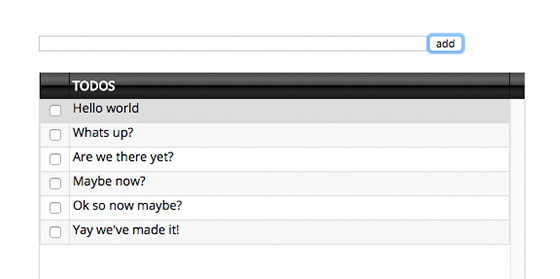 add
TODOS
Hello world
Whats up?
Are we there yet?
Maybe now?
Ok so now maybe?
Yay we've made it!